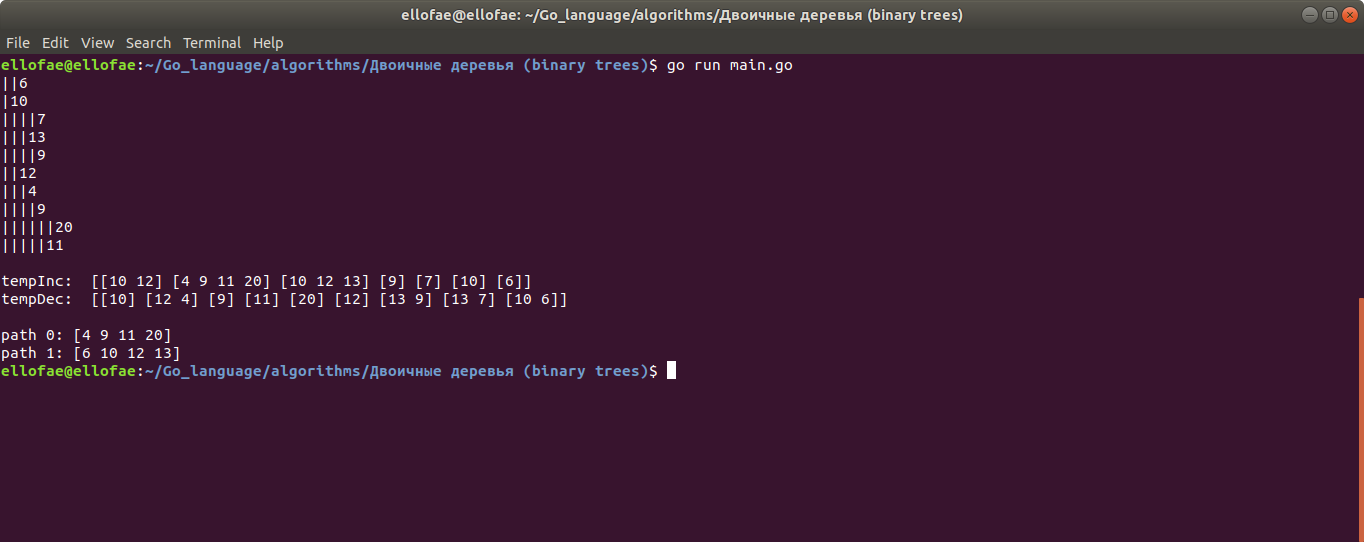 ellofae@ellofae: ~/Go_language/algorithms/Двоичные деревья (binary trees)
File Edit View Search Terminal Help
ellofae@ellofae:~/Go_language/algorithms/Двоичные деревья (binary trees)$ go run main.go
||6
|10
||||7
|||13
||||9
||12
|||4
||||9
||||||20
|||||11
tempInc:  [[10 12] [4 9 11 20] [10 12 13] [9] [7] [10] [6]]
tempDec:  [[10] [12 4] [9] [11] [20] [12] [13 9] [13 7] [10 6]]
path 0: [4 9 11 20]
path 1: [6 10 12 13]
ellofae@ellofae:~/Go_language/algorithms/Двоичные деревья (binary trees)$